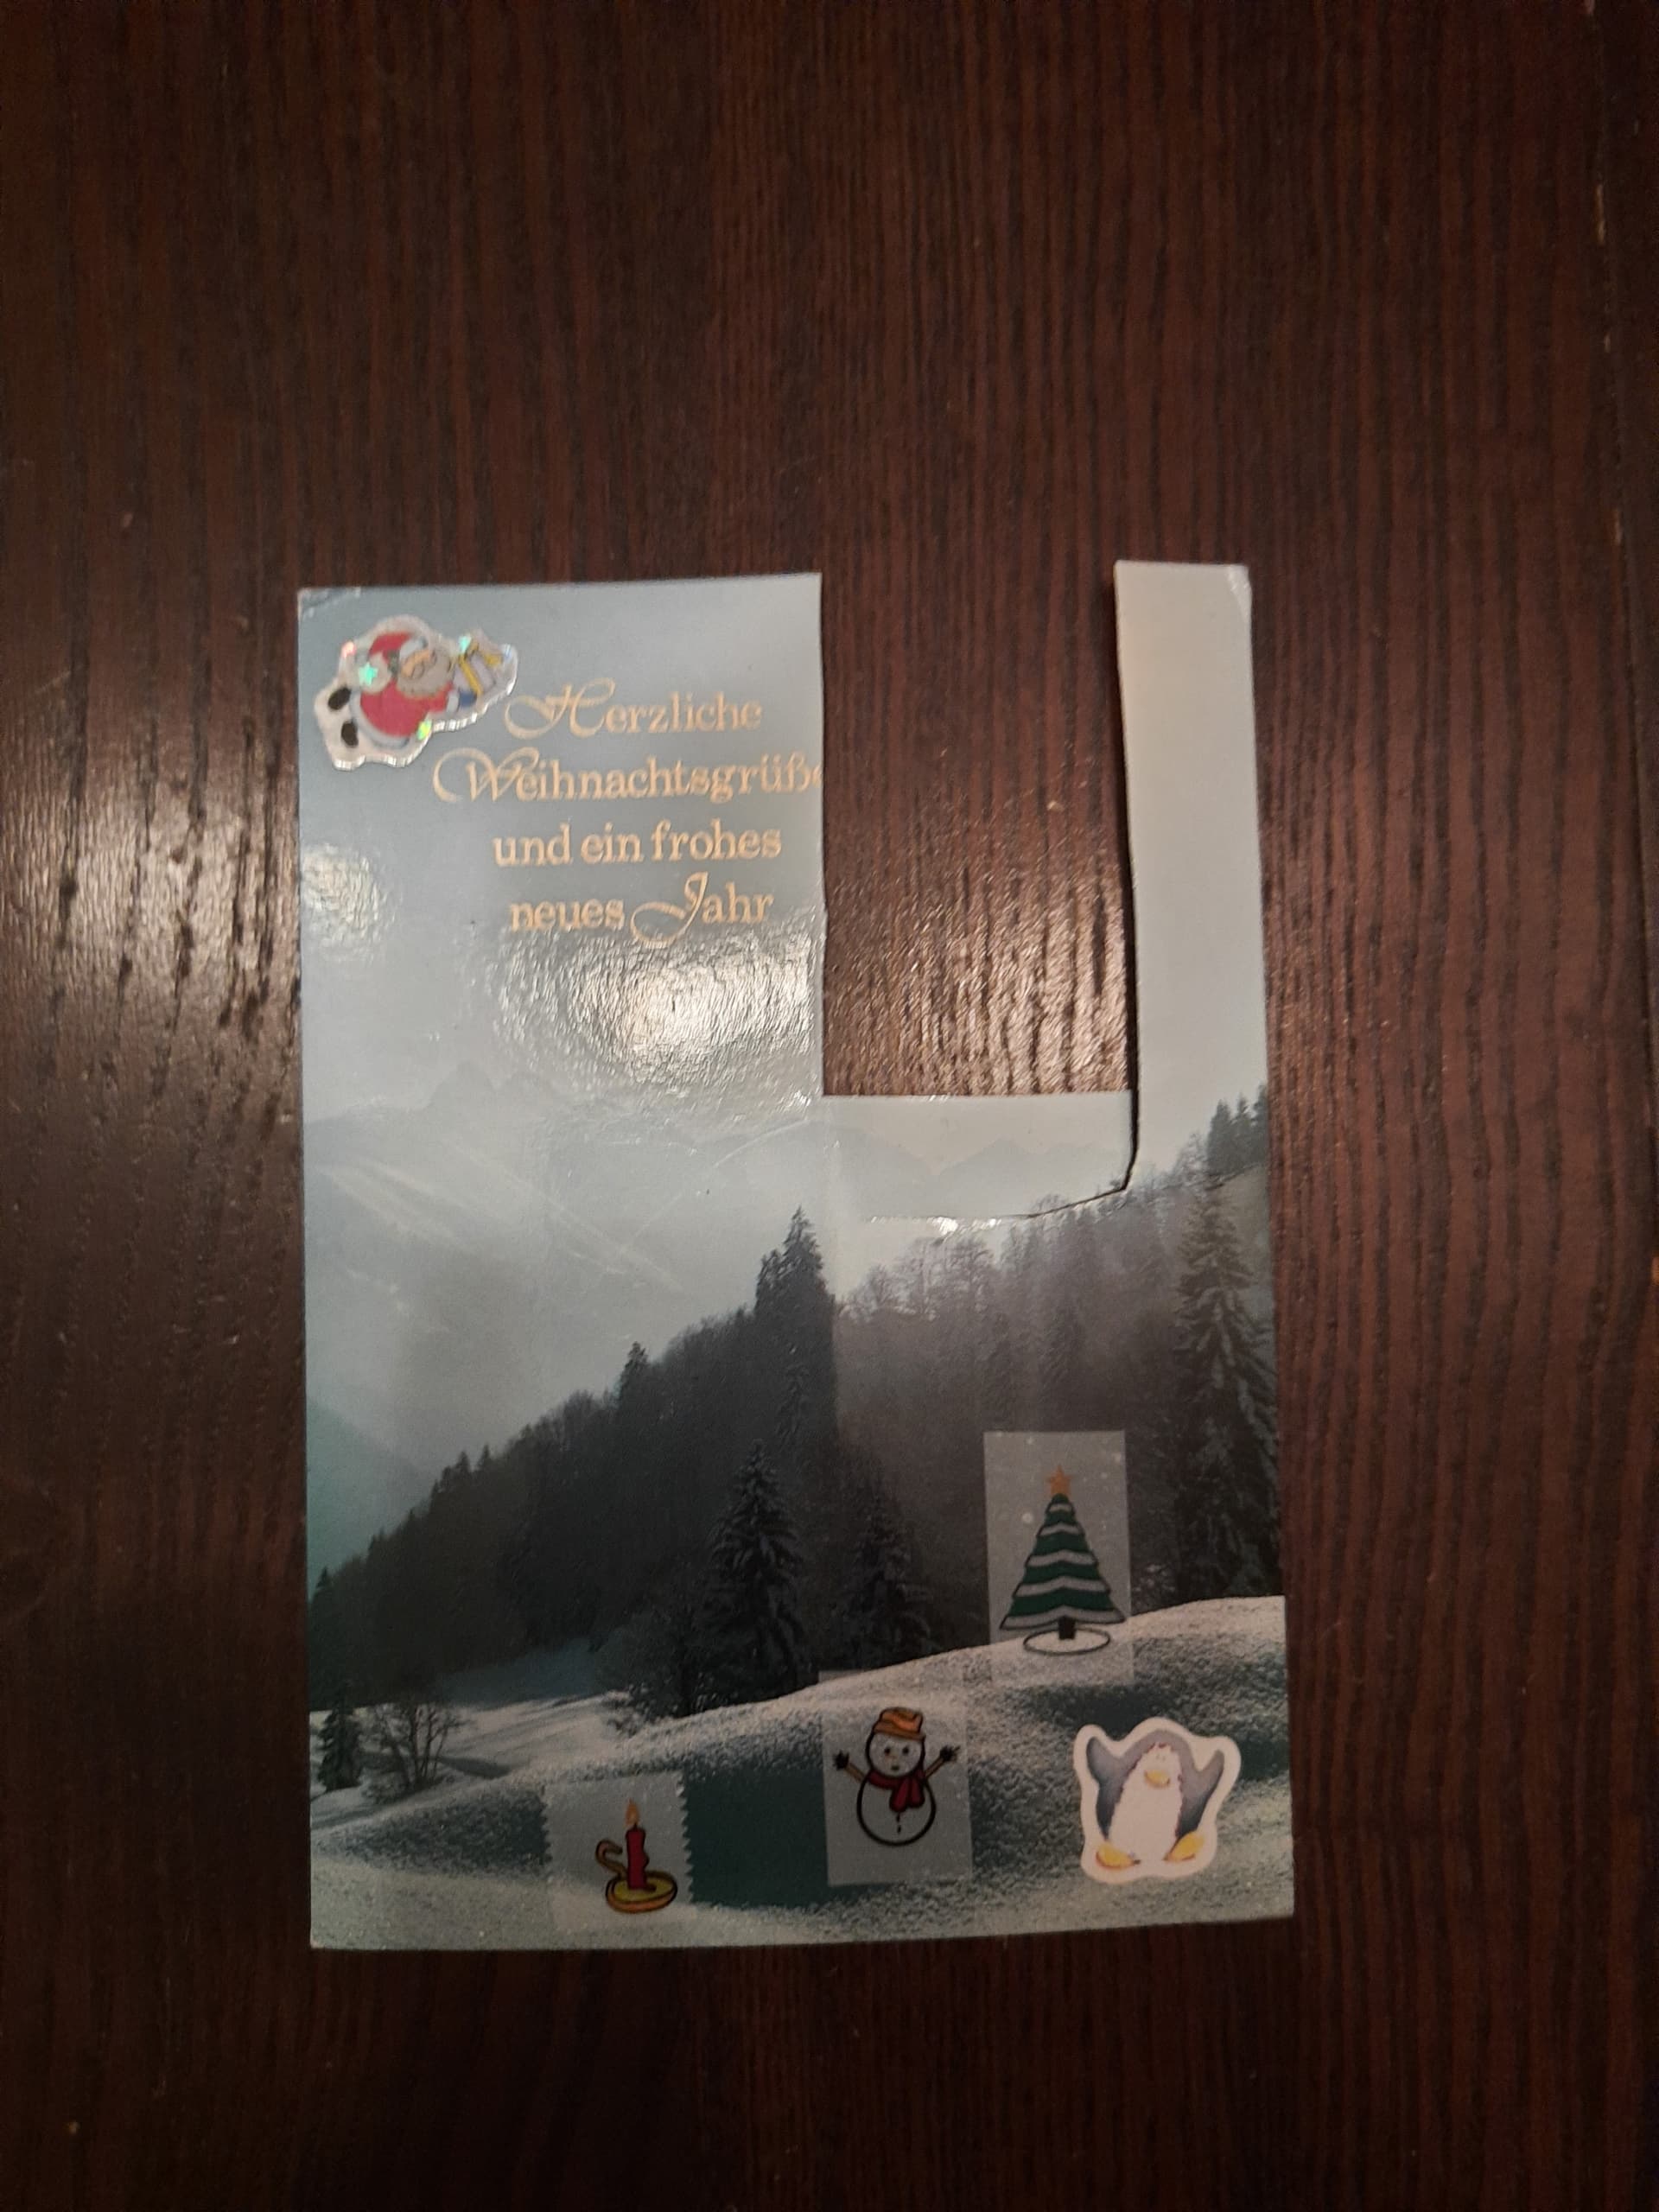 Herzliche
Weihnachtsgrüße
und ein frohes
neues Jahr